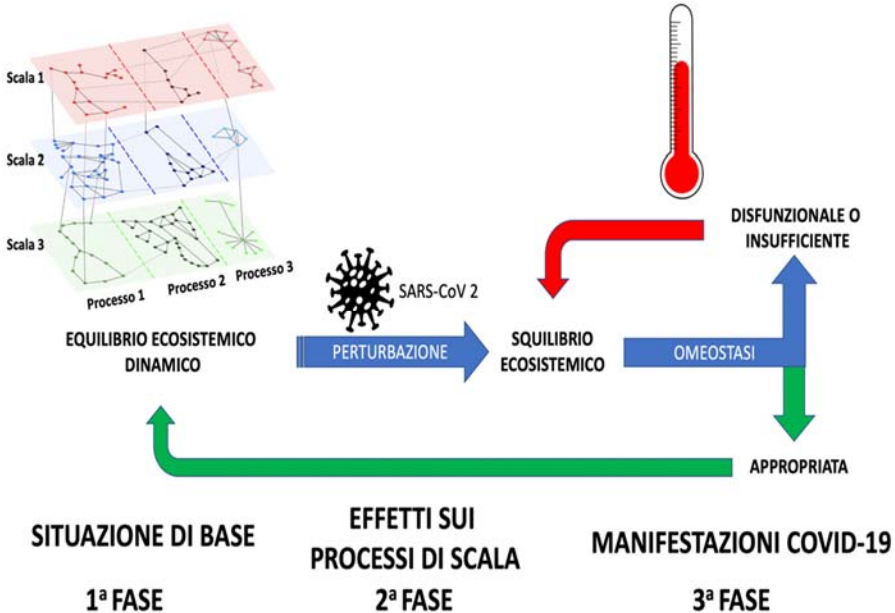 Scala 1
Scala 2
Scala 3
Processo 1
Processo 2
Processo 3
DISFUNZIONALE O
INSUFFICIENTE
SARS-CoV 2
EQUILIBRIO ECOSISTEMICO
DINAMICO
PERTURBAZIONE
SQUILIBRIO
ECOSISTEMICO
OMEOSTASI
APPROPRIATA
SITUAZIONE DI BASE
EFFETTI SUI
PROCESSI DI SCALA
MANIFESTAZIONI COVID-19
1ª FASE
2ª FASE
3ª FASE